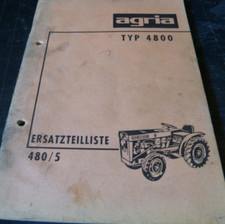 agria
TYP 4800
ERSATZTEILLISTE
480/5